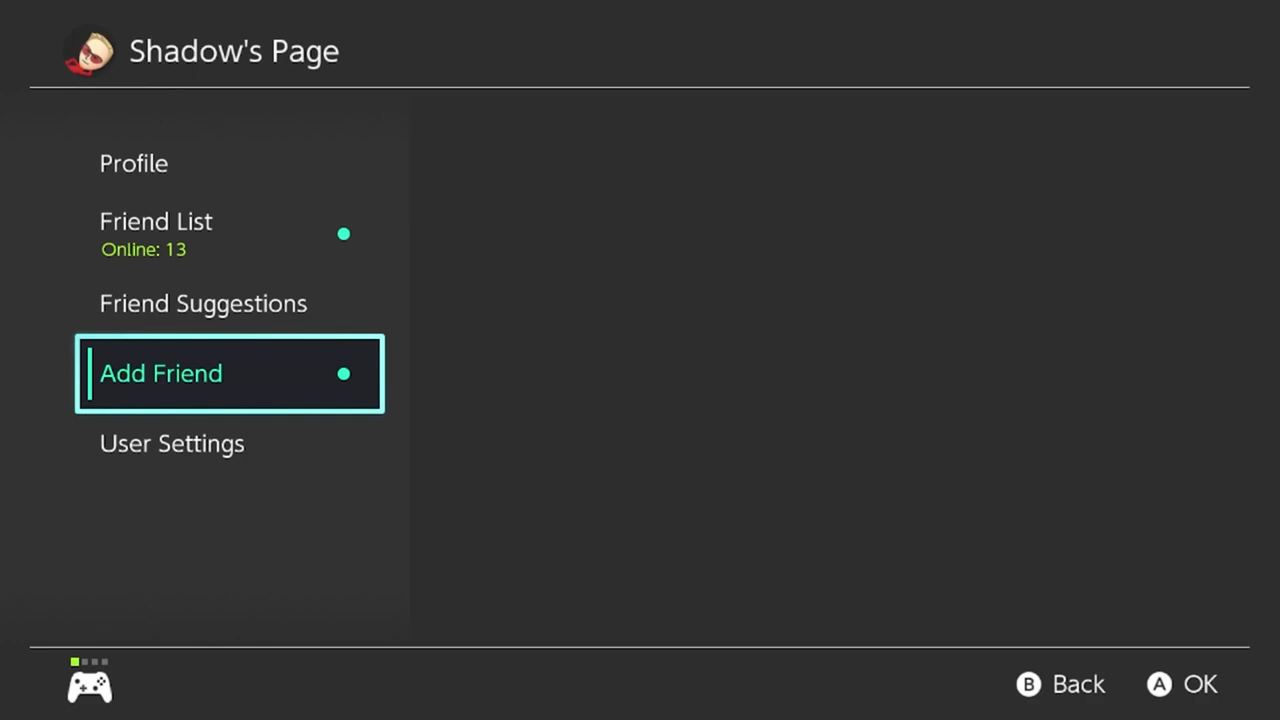 Shadow's Page
Profile
Friend List
Online: 13
Friend Suggestions
Add Friend
User Settings
B Back
A OK